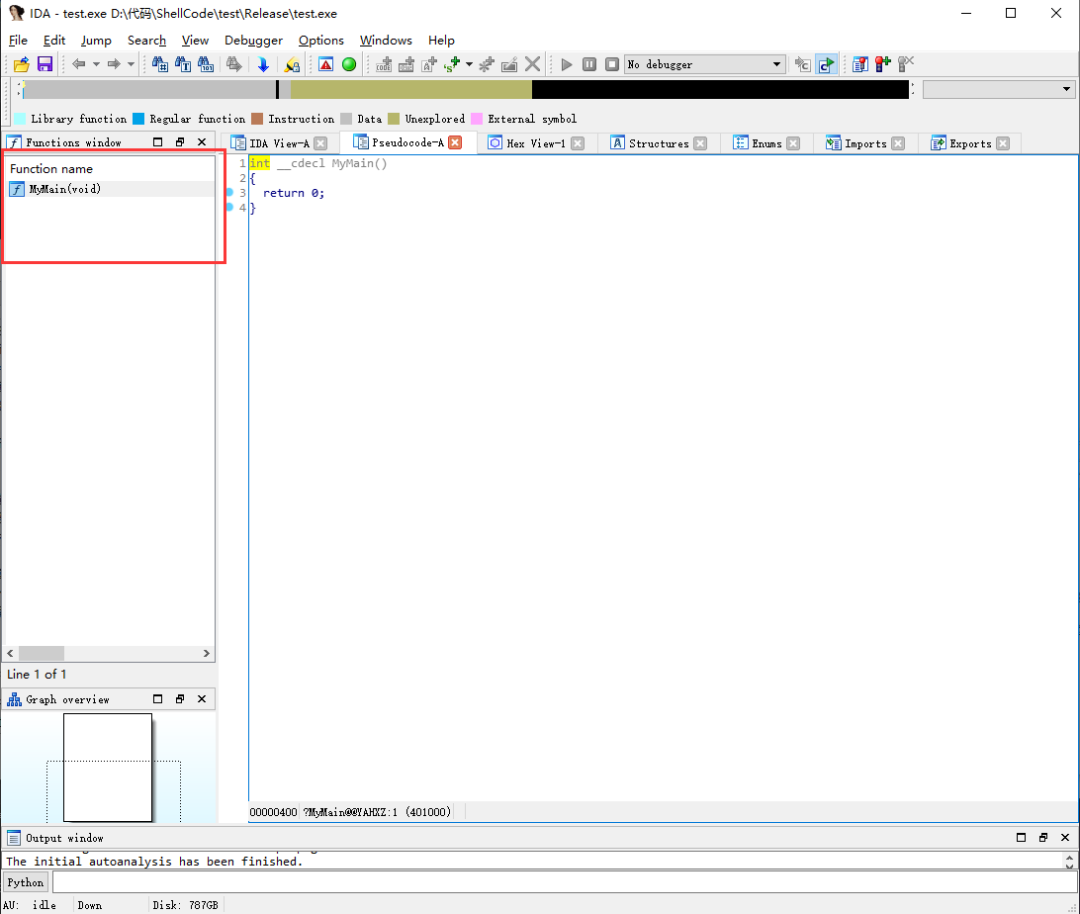 IDA - test.exe D:\代码\ShellCode\test\Release\test.exe
File Edit Jump Search View Debugger Options Windows Help
No debugger
Library function Regular function Instruction Data Unexplored External symbol
Functions window
IDA View-A Pseudocode-A Hex View-1 Structures Enums Imports Exports
Function name
MyMain(void)
1 int __cdecl MyMain()
2 {
3 return 0;
4 }
Line 1 of 1
Graph overview
00000400 ?MyMain@@YAHXZ:1 (401000)
Output window
The initial autoanalysis has been finished.
Python
AU: idle Down Disk: 787GB